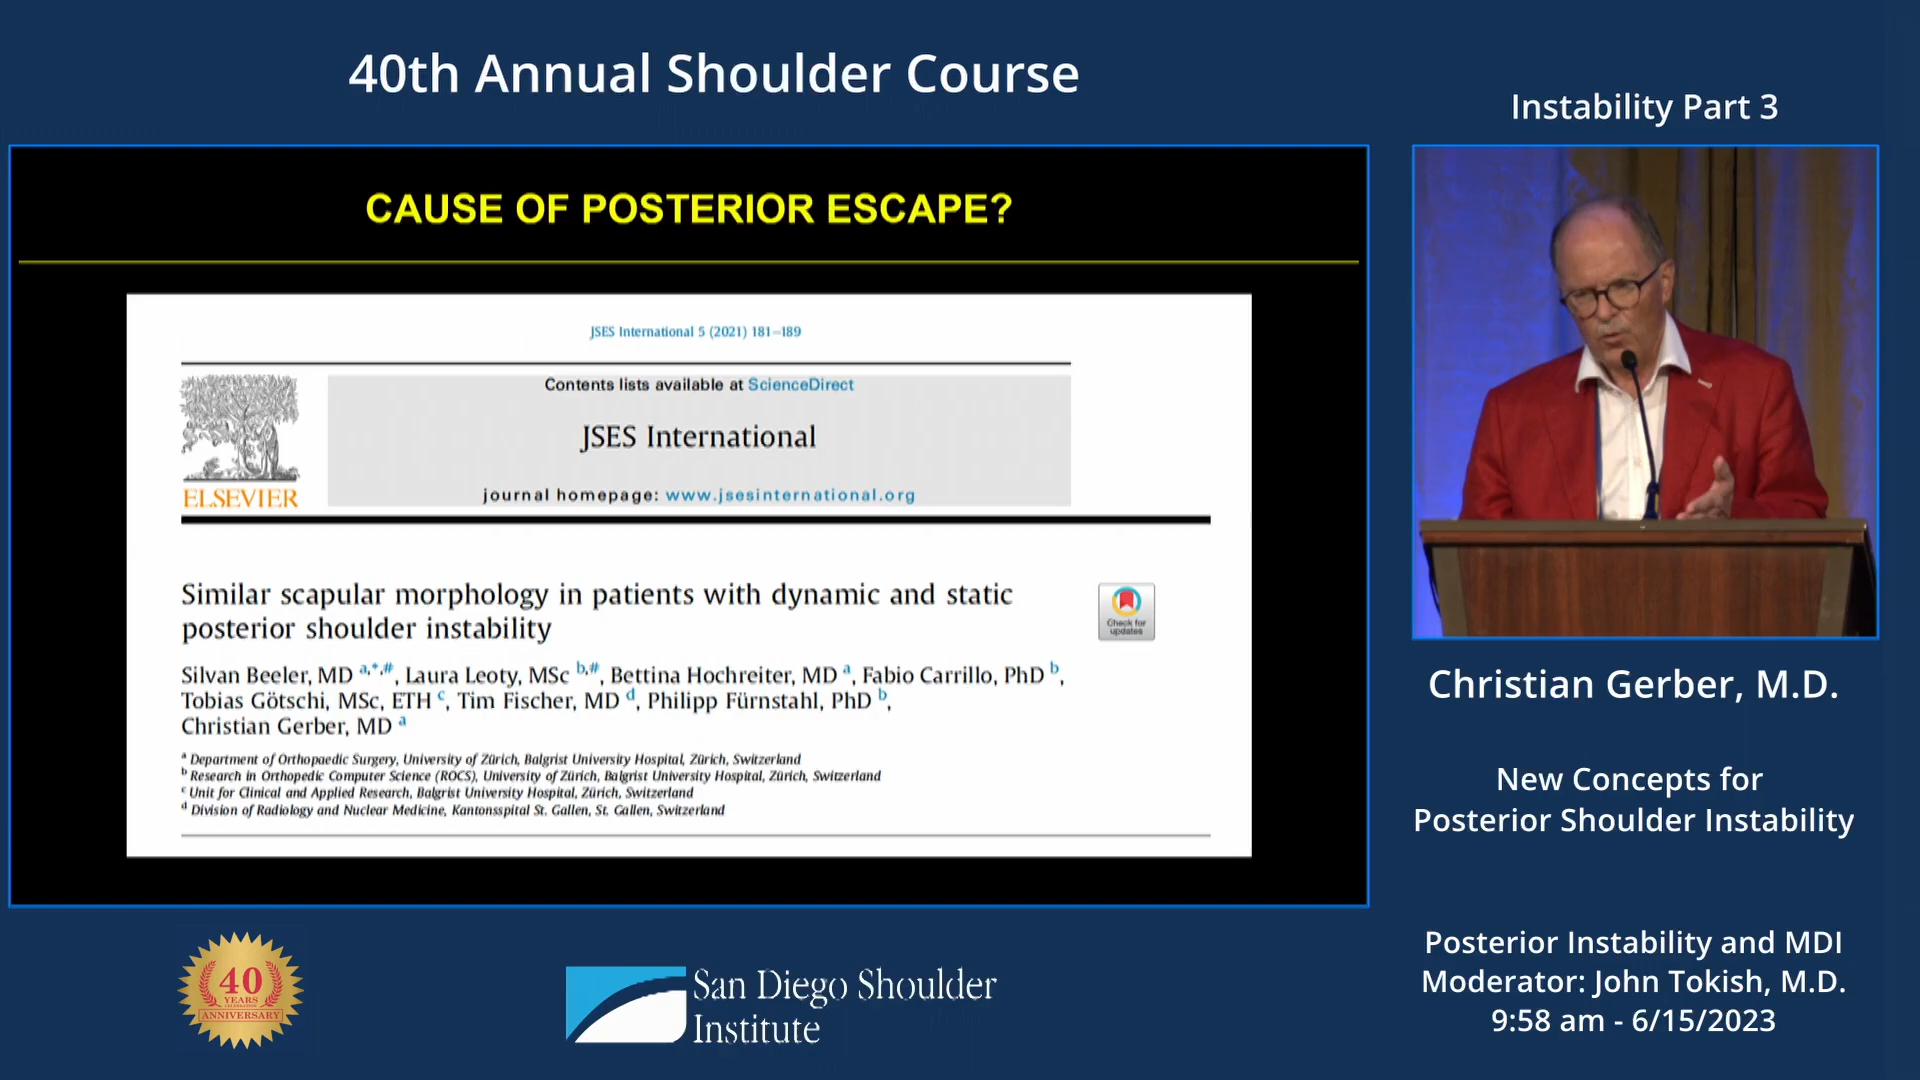 40th Annual Shoulder Course
Instability Part 3
CAUSE OF POSTERIOR ESCAPE?
JSES International 5 (2021) 181–189
Contents lists available at ScienceDirect
JSES International
journal homepage: www.jsesinternational.org
ELSEVIER
Similar scapular morphology in patients with dynamic and static
posterior shoulder instability
Check for
updates
Silvan Beeler, MD a,*,#, Laura Leoty, MSc b,#, Bettina Hochreiter, MD a, Fabio Carrillo, PhD b,
Tobias Götschi, MSc, ETH c, Tim Fischer, MD d, Philipp Fürnstahl, PhD b,
Christian Gerber, MD a
a Department of Orthopaedic Surgery, University of Zürich, Balgrist University Hospital, Zürich, Switzerland
b Research in Orthopedic Computer Science (ROCS), University of Zürich, Balgrist University Hospital, Zürich, Switzerland
c Unit for Clinical and Applied Research, Balgrist University Hospital, Zürich, Switzerland
d Division of Radiology and Nuclear Medicine, Kantonsspital St. Gallen, St. Gallen, Switzerland
Christian Gerber, M.D.
New Concepts for
Posterior Shoulder Instability
Posterior Instability and MDI
Moderator: John Tokish, M.D.
9:58 am - 6/15/2023
40
YEARS
ANNIVERSARY
San Diego Shoulder
Institute